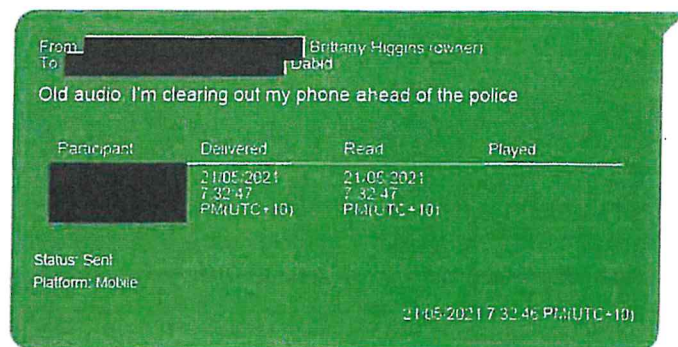 From Brittany Higgins (owner)
To Dabid
Old audio. I'm clearing out my phone ahead of the police
Participant Delivered Read Played
21/05/2021 21/05/2021
7:32:47 7:32:47
PM(UTC+10) PM(UTC+10)
Status: Sent
Platform: Mobile
21/05/2021 7:32:46 PM(UTC+10)